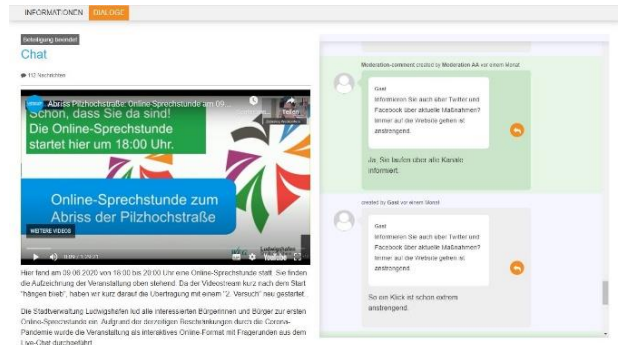 INFORMATIONEN DIALOGE
Beteiligung beendet
Chat
112 Nachrichten
Abriss Pilzhochstraße: Online-Sprechstunde am 09...
Teilen
Schön, dass Sie da sind!
Die Online-Sprechstunde
startet hier um 18:00 Uhr.
Online-Sprechstunde zum
Abriss der Pilzhochstraße
WEITERE VIDEOS
Ludwigshafen
YouTube
Hier fand am 09.06.2020 von 18:00 bis 20:00 Uhr eine Online-Sprechstunde statt. Sie finden
die Aufzeichnung der Veranstaltung oben stehend. Da der Videostream kurz nach dem Start
"hängen blieb", haben wir kurz darauf die Übertragung mit einem "2. Versuch" neu gestartet.
Die Stadtverwaltung Ludwigshafen lud alle interessierten Bürgerinnen und Bürger zur ersten
Online-Sprechstunde ein. Aufgrund der derzeitigen Beschränkungen durch die Corona-
Pandemie wurde die Veranstaltung als interaktives Online-Format mit Fragerunden aus dem
Live-Chat durchgeführt.
Moderation-comment created by Moderation AA vor einem Monat
Gast
Informieren Sie auch über Twitter und
Facebook über aktuelle Maßnahmen?
Immer auf die Website gehen ist
anstrengend.
Ja, Sie laufen über alle Kanäle
informiert.
created by Gast vor einem Monat
Gast
Informieren Sie auch über Twitter und
Facebook über aktuelle Maßnahmen?
Immer auf die Website gehen ist
anstrengend.
So ein Klick ist schon extrem
anstrengend.